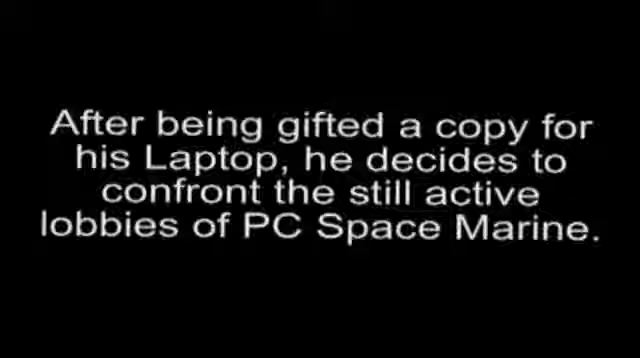 After being gifted a copy for
his Laptop, he decides to
confront the still active
lobbies of PC Space Marine.